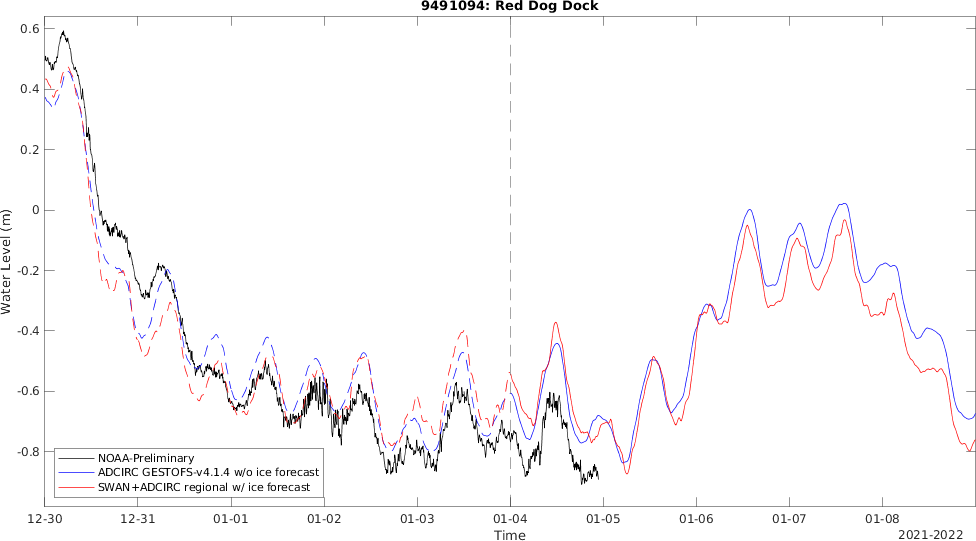 9491094: Red Dog Dock
0.6
0.4
0.2
0
-0.2
-0.4
-0.6
-0.8
Water Level (m)
NOAA-Preliminary
ADCIRC GESTOFS-v4.1.4 w/o ice forecast
SWAN+ADCIRC regional w/ ice forecast
12-30 12-31 01-01 01-02 01-03 01-04 01-05 01-06 01-07 01-08
Time
2021-2022